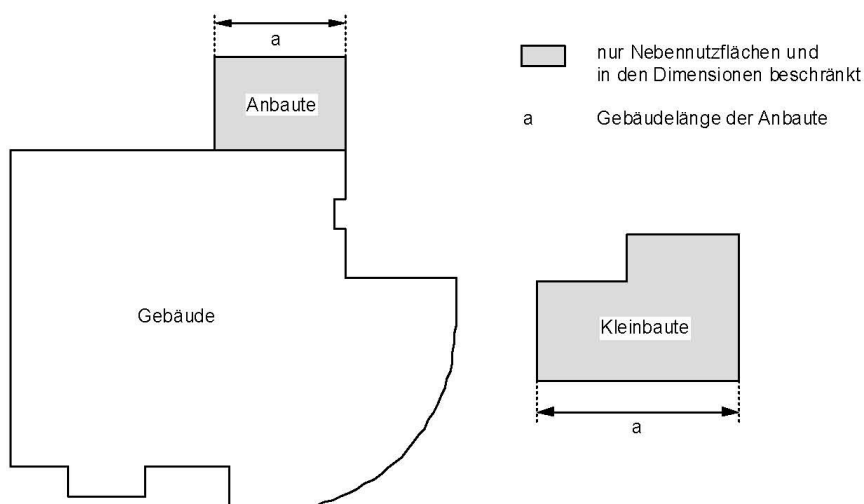 a
Anbaute
nur Nebennutzflächen und
in den Dimensionen beschränkt
a Gebäudelänge der Anbaute
Gebäude
Kleinbaute
a